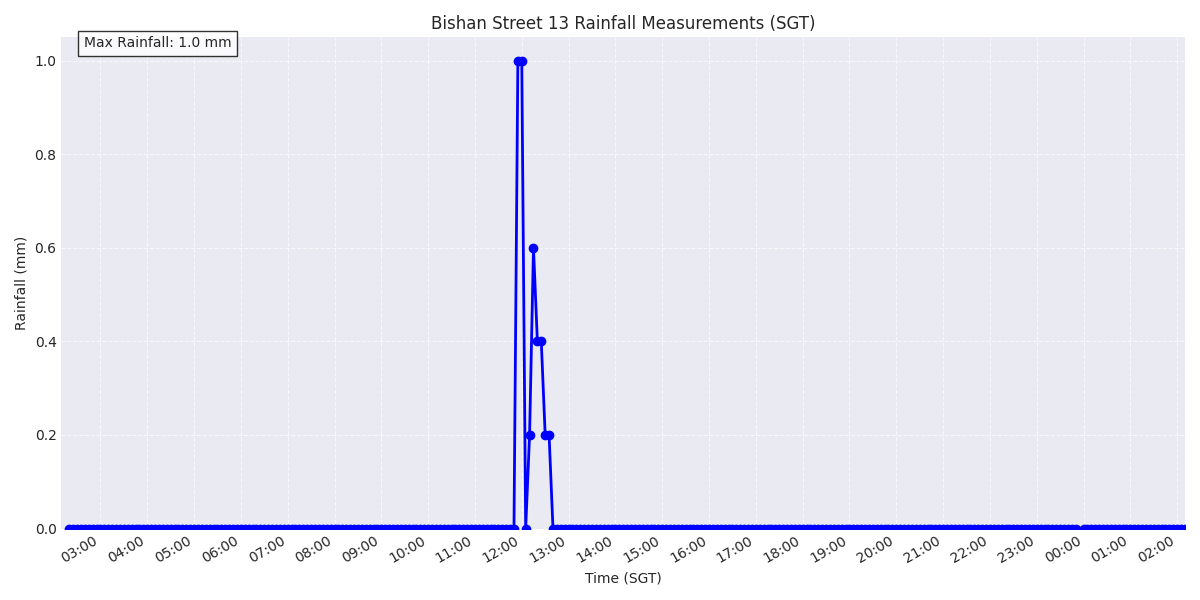 Bishan Street 13 Rainfall Measurements (SGT)
Max Rainfall: 1.0 mm
1.0
0.8
0.6
0.4
0.2
0.0
Rainfall (mm)
03:00 04:00 05:00 06:00 07:00 08:00 09:00 10:00 11:00 12:00 13:00 14:00 15:00 16:00 17:00 18:00 19:00 20:00 21:00 22:00 23:00 00:00 01:00 02:00
Time (SGT)